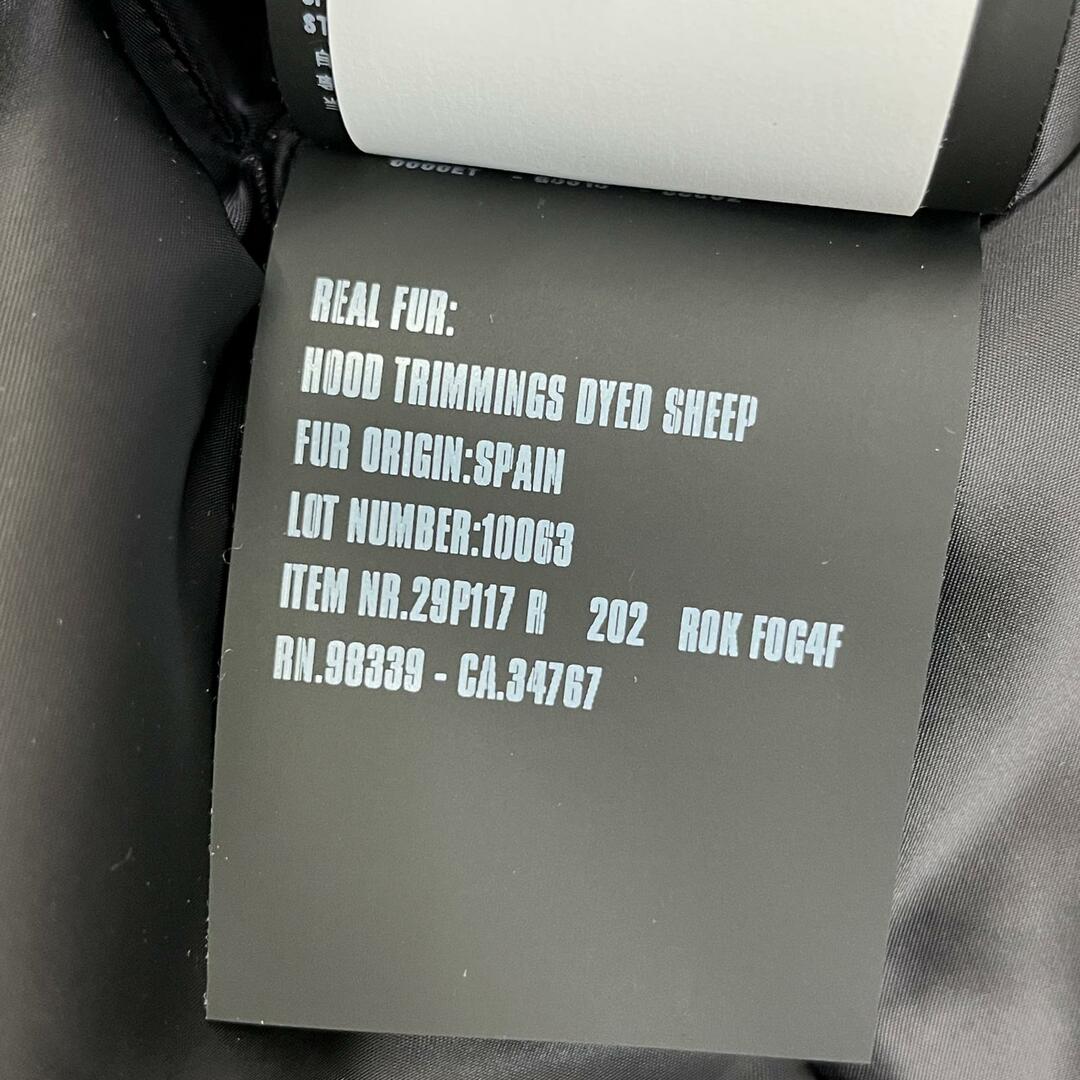 REAL FUR:
HOOD TRIMMINGS DYED SHEEP
FUR ORIGIN:SPAIN
LOT NUMBER:10063
ITEM NR.29P117 R 202 ROK F0G4F
RN.98339 - CA.34767